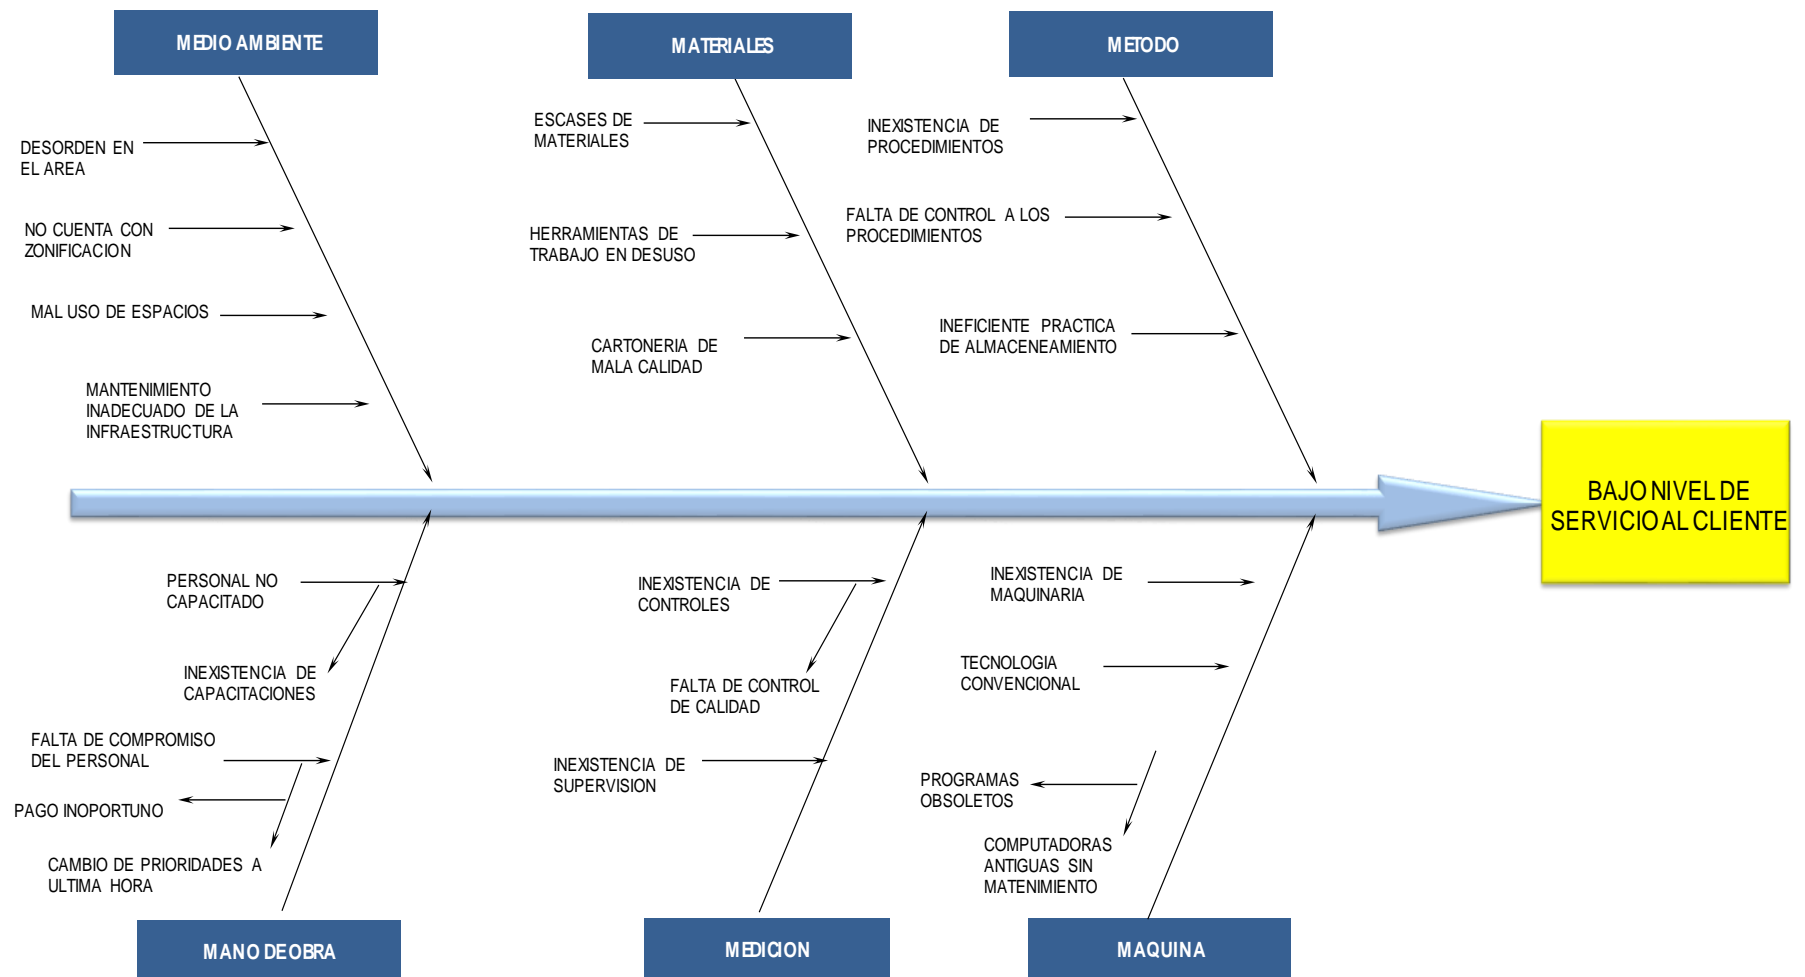 MEDIO AMBIENTE
MATERIALES
METODO
DESORDEN EN
EL AREA
NO CUENTA CON
ZONIFICACION
MAL USO DE ESPACIOS
MANTENIMIENTO
INADECUADO DE LA
INFRAESTRUCTURA
ESCASES DE
MATERIALES
HERRAMIENTAS DE
TRABAJO EN DESUSO
CARTONERIA DE
MALA CALIDAD
INEXISTENCIA DE
PROCEDIMIENTOS
FALTA DE CONTROL A LOS
PROCEDIMIENTOS
INEFICIENTE PRACTICA
DE ALMACENEAMIENTO
BAJO NIVEL DE
SERVICIO AL CLIENTE
PERSONAL NO
CAPACITADO
INEXISTENCIA DE
CAPACITACIONES
FALTA DE COMPROMISO
DEL PERSONAL
PAGO INOPORTUNO
CAMBIO DE PRIORIDADES A
ULTIMA HORA
INEXISTENCIA DE
CONTROLES
FALTA DE CONTROL
DE CALIDAD
INEXISTENCIA DE
SUPERVISION
INEXISTENCIA DE
MAQUINARIA
TECNOLOGIA
CONVENCIONAL
PROGRAMAS
OBSOLETOS
COMPUTADORAS
ANTIGUAS SIN
MATENIMIENTO
MANO DE OBRA
MEDICION
MAQUINA